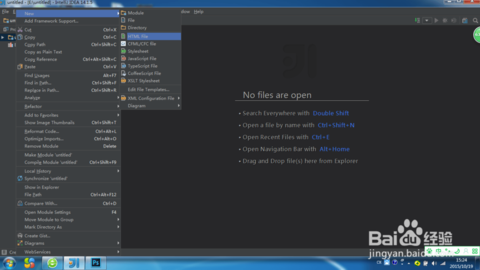 New
Add Framework Support...
Cut Ctrl+X
Copy Ctrl+C
Copy Path Ctrl+Shift+C
Copy as Plain Text
Copy Reference Ctrl+Alt+Shift+C
Paste Ctrl+V
Find Usages Alt+F7
Find in Path... Ctrl+Shift+F
Replace in Path... Ctrl+Shift+R
Analyze
Refactor
Add to Favorites
Show Image Thumbnails Ctrl+Shift+T
Reformat Code... Ctrl+Alt+L
Optimize Imports... Ctrl+Alt+O
Remove Module Delete
Make Module 'untitled'
Compile Module 'untitled' Ctrl+Shift+F9
Local History
Synchronize 'untitled'
Show in Explorer
File Path Ctrl+Alt+F12
Compare With... Ctrl+D
Open Module Settings F4
Move Module to Group
Mark Directory As
Create Gist...
Diagrams
WebServices
Module
File
Directory
HTML File
CFML/CFC File
Stylesheet
JavaScript File
TypeScript File
CoffeeScript File
XSLT Stylesheet
Edit File Templates...
XML Configuration File
Diagram
No files are open
• Search Everywhere with Double Shift
• Open a file by name with Ctrl+Shift+N
• Open Recent Files with Ctrl+E
• Open Navigation Bar with Alt+Home
• Drag and Drop file(s) here from Explorer
Baidu经验
jingyan.baidu.com
15:24
2015/10/19